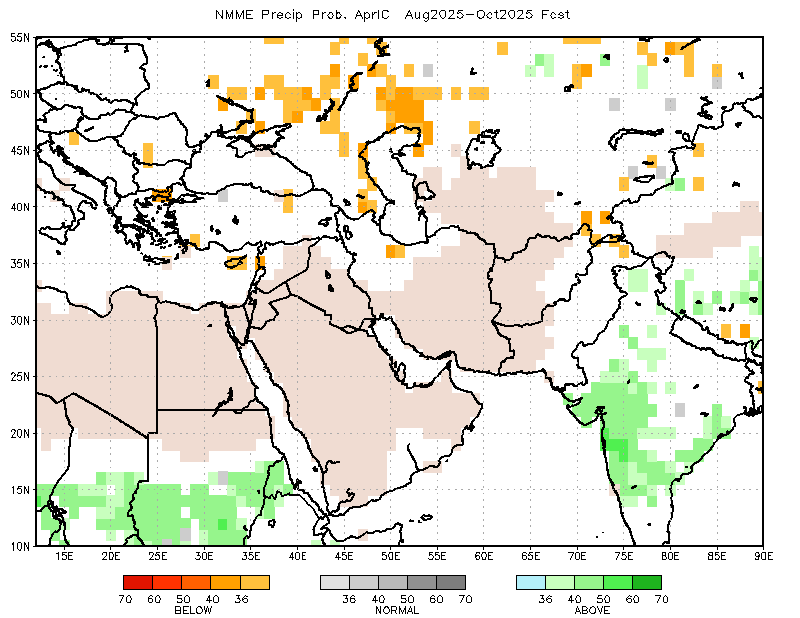 NMME Precip Prob. AprIC  Aug2025-Oct2025 Fcst
55N
50N
45N
40N
35N
30N
25N
20N
15N
10N
15E 20E 25E 30E 35E 40E 45E 50E 55E 60E 65E 70E 75E 80E 85E 90E
70 60 50 40 36 36 40 50 60 70 36 40 50 60 70
BELOW NORMAL ABOVE